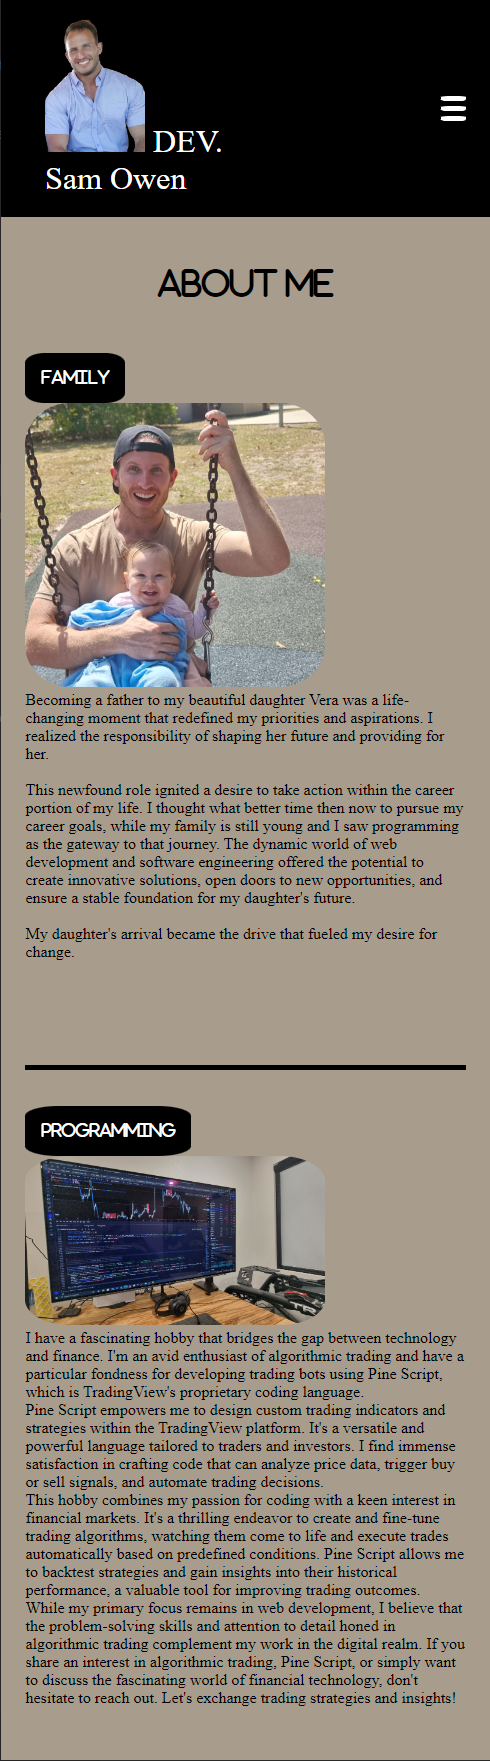 DEV.
Sam Owen
ABOUT ME
FAMILY
Becoming a father to my beautiful daughter Vera was a life-
changing moment that redefined my priorities and aspirations. I
realized the responsibility of shaping her future and providing for
her.
This newfound role ignited a desire to take action within the career
portion of my life. I thought what better time then now to pursue my
career goals, while my family is still young and I saw programming
as the gateway to that journey. The dynamic world of web
development and software engineering offered the potential to
create innovative solutions, open doors to new opportunities, and
ensure a stable foundation for my daughter's future.
My daughter's arrival became the drive that fueled my desire for
change.
PROGRAMMING
I have a fascinating hobby that bridges the gap between technology
and finance. I'm an avid enthusiast of algorithmic trading and have a
particular fondness for developing trading bots using Pine Script,
which is TradingView's proprietary coding language.
Pine Script empowers me to design custom trading indicators and
strategies within the TradingView platform. It's a versatile and
powerful language tailored to traders and investors. I find immense
satisfaction in crafting code that can analyze price data, trigger buy
or sell signals, and automate trading decisions.
This hobby combines my passion for coding with a keen interest in
financial markets. It's a thrilling endeavor to create and fine-tune
trading algorithms, watching them come to life and execute trades
automatically based on predefined conditions. Pine Script allows me
to backtest strategies and gain insights into their historical
performance, a valuable tool for improving trading outcomes.
While my primary focus remains in web development, I believe that
the problem-solving skills and attention to detail honed in
algorithmic trading complement my work in the digital realm. If you
share an interest in algorithmic trading, Pine Script, or simply want
to discuss the fascinating world of financial technology, don't
hesitate to reach out. Let's exchange trading strategies and insights!